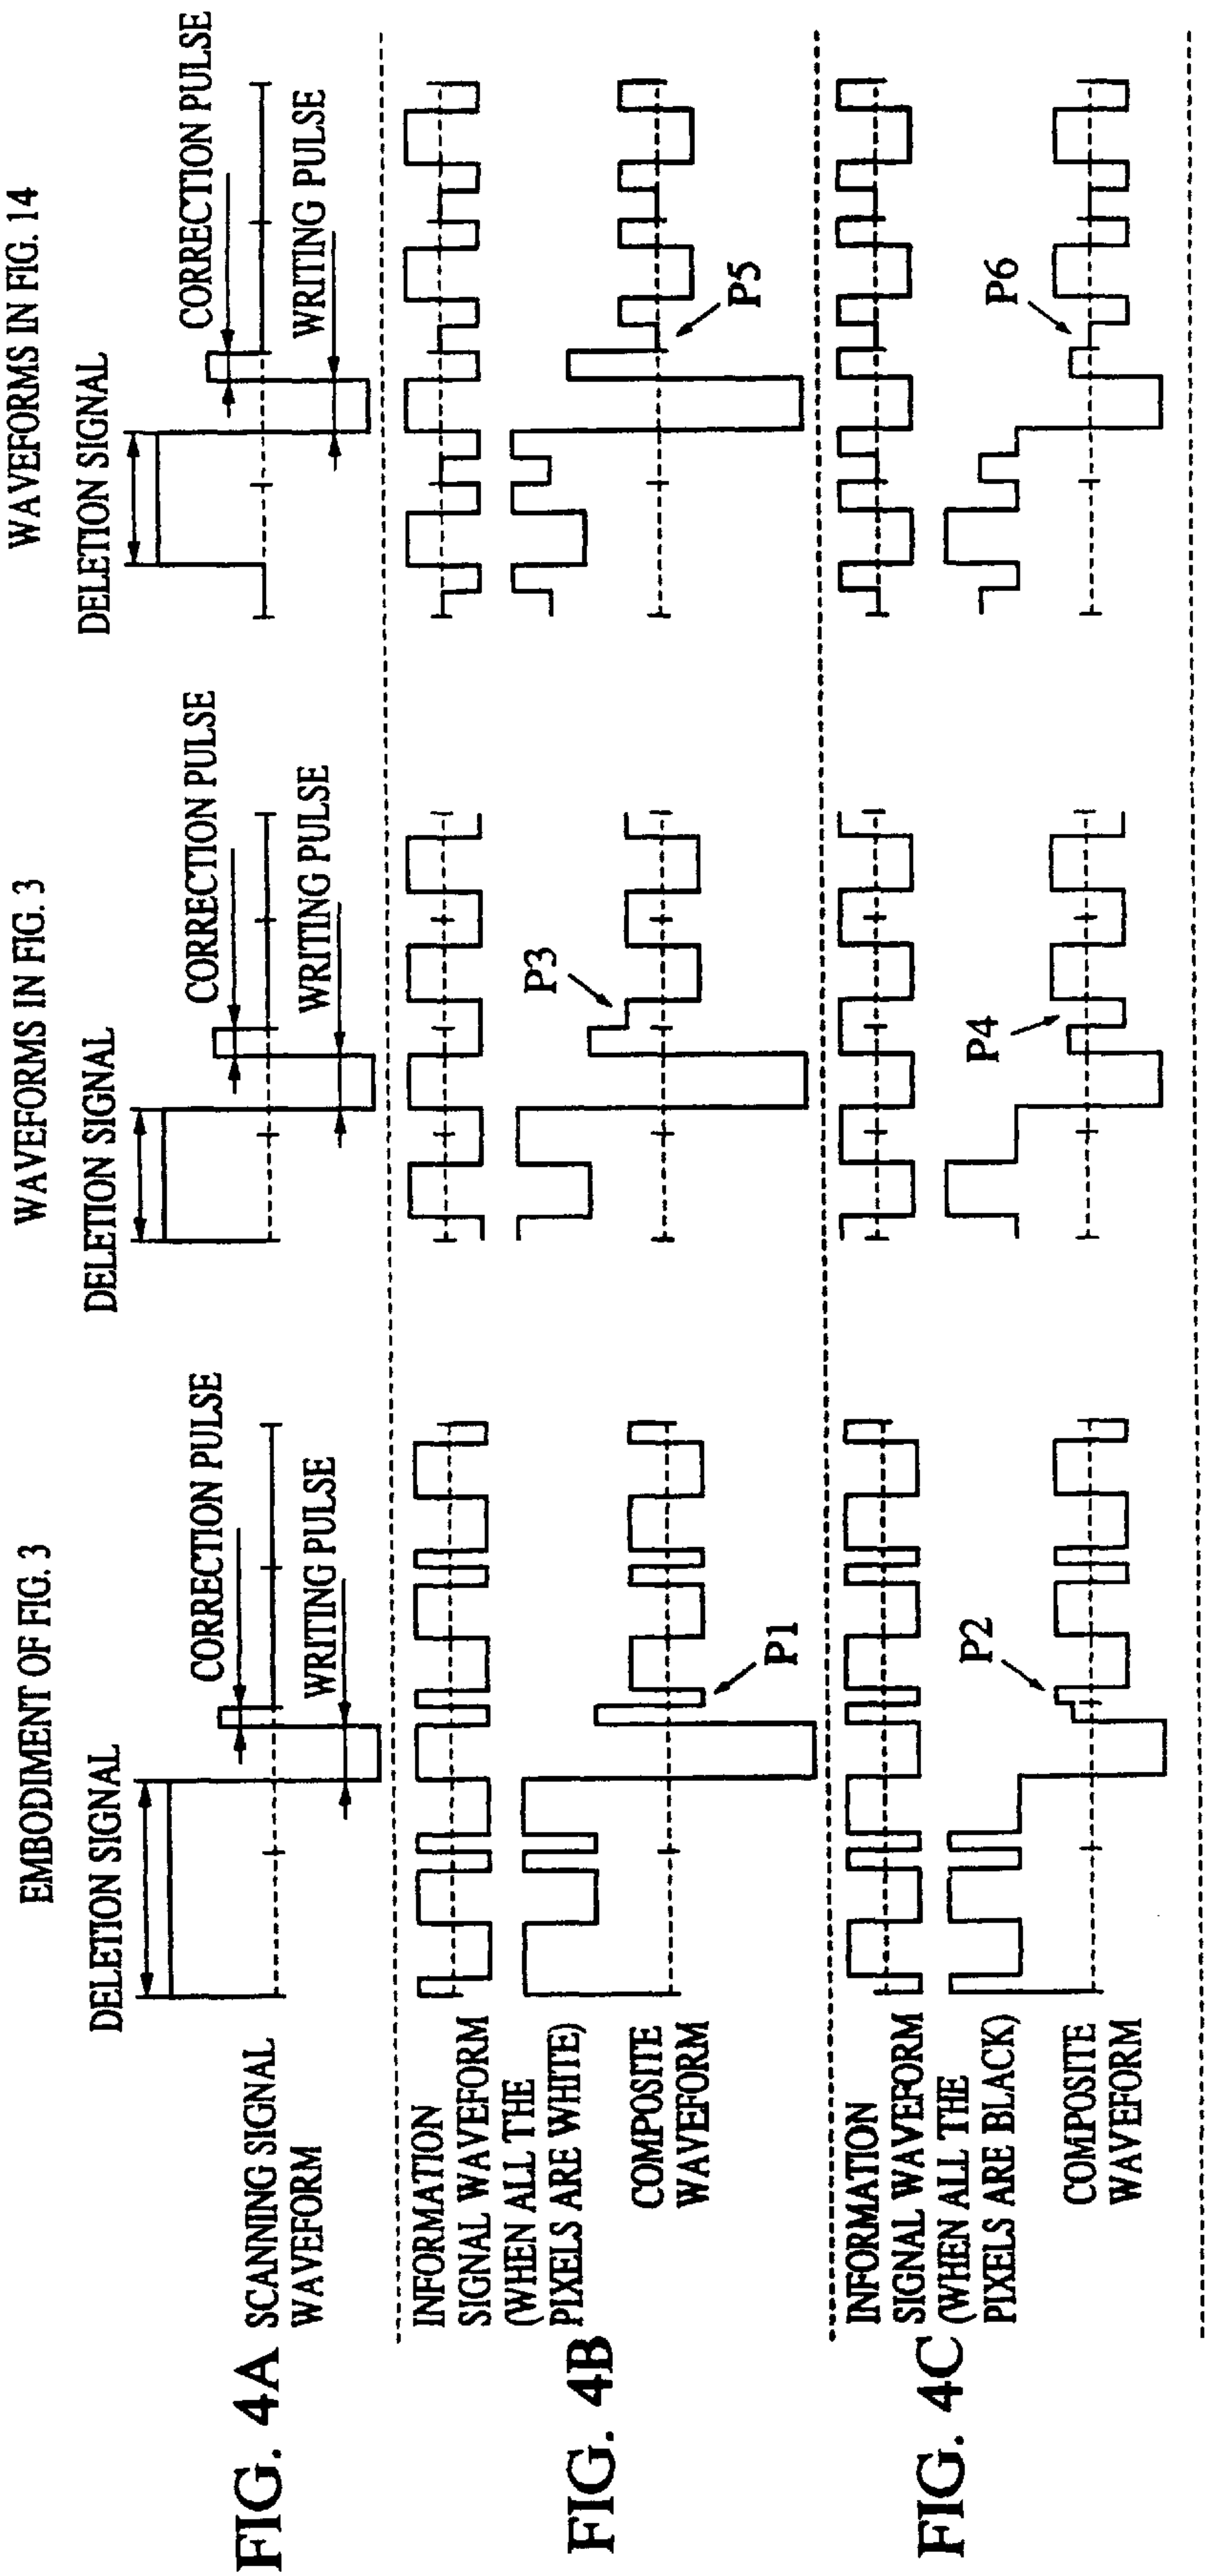 EMBODIMENT OF FIG. 3
WAVEFORMS IN FIG. 3
WAVEFORMS IN FIG. 14
DELETION SIGNAL
CORRECTION PULSE
WRITING PULSE
DELETION SIGNAL
CORRECTION PULSE
WRITING PULSE
DELETION SIGNAL
CORRECTION PULSE
WRITING PULSE
FIG. 4A
SCANNING SIGNAL
WAVEFORM
FIG. 4B
INFORMATION
SIGNAL WAVEFORM
(WHEN ALL THE
PIXELS ARE WHITE)
COMPOSITE
WAVEFORM
P1
P3
P5
FIG. 4C
INFORMATION
SIGNAL WAVEFORM
(WHEN ALL THE
PIXELS ARE BLACK)
COMPOSITE
WAVEFORM
P2
P4
P6